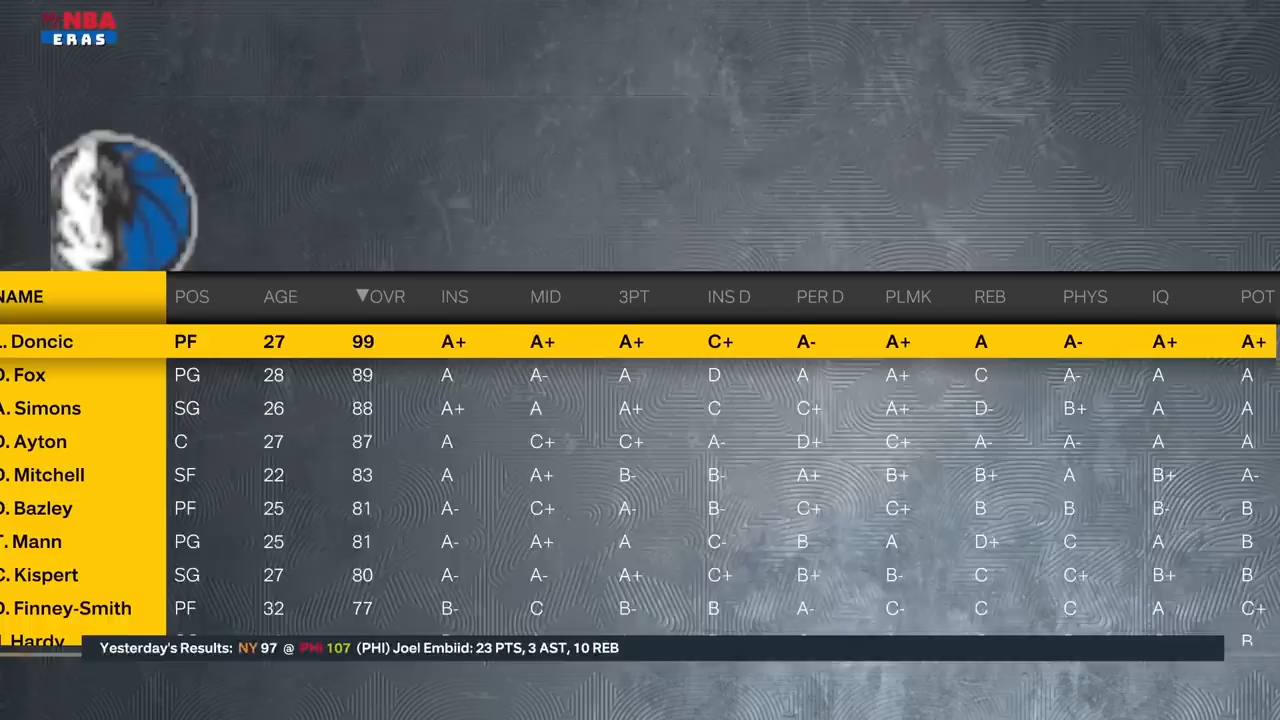 NBA
ERAS
NAME POS AGE ▼OVR INS MID 3PT INS D PER D PLMK REB PHYS IQ POT
. Doncic PF 27 99 A+ A+ A+ C+ A- A+ A A- A+ A+
D. Fox PG 28 89 A A- A D A A+ C A- A A
A. Simons SG 26 88 A+ A A+ C C+ A+ D- B+ A A
D. Ayton C 27 87 A C+ C+ A- D+ C+ A- A- A A
D. Mitchell SF 22 83 A A+ B- B- A+ B+ B+ A B+ A-
D. Bazley PF 25 81 A- C+ A- B- C+ C+ B B B- B
T. Mann PG 25 81 A- A+ A C- B A D+ C A B
C. Kispert SG 27 80 A- A- A+ C+ B+ B- C C+ B+ B
D. Finney-Smith PF 32 77 B- C B- B A- C- C C A C+
Hardy B
Yesterday's Results: NY 97 @ PHI 107 (PHI) Joel Embiid: 23 PTS, 3 AST, 10 REB